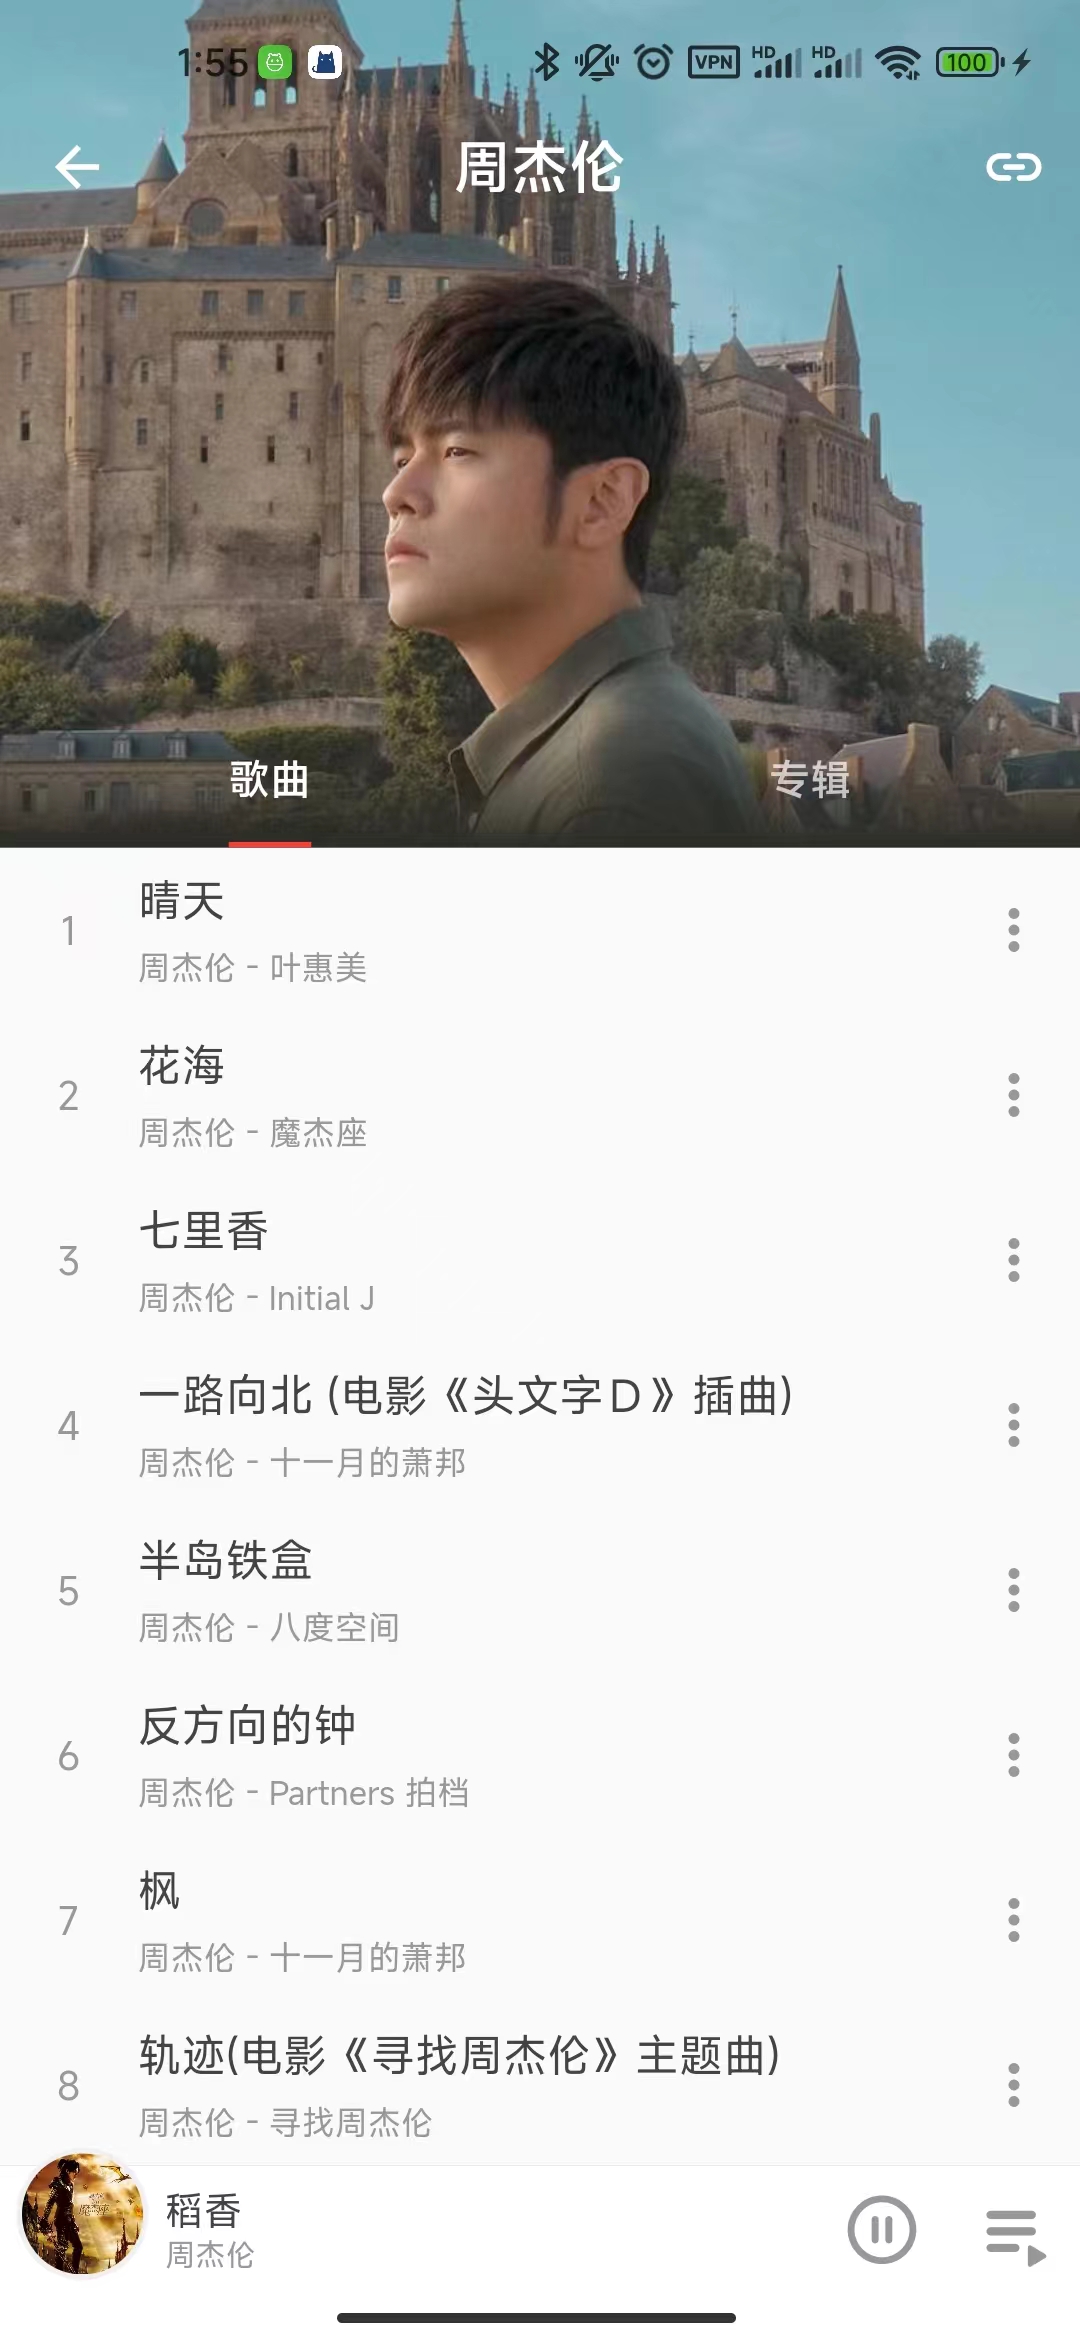 1:55
VPN
HD
HD
100
周杰伦
歌曲
专辑
1
晴天
周杰伦 - 叶惠美
2
花海
周杰伦 - 魔杰座
3
七里香
周杰伦 - Initial J
4
一路向北 (电影《头文字D》插曲)
周杰伦 - 十一月的萧邦
5
半岛铁盒
周杰伦 - 八度空间
6
反方向的钟
周杰伦 - Partners 拍档
7
枫
周杰伦 - 十一月的萧邦
8
轨迹(电影《寻找周杰伦》主题曲)
周杰伦 - 寻找周杰伦
魔杰座
稻香
周杰伦